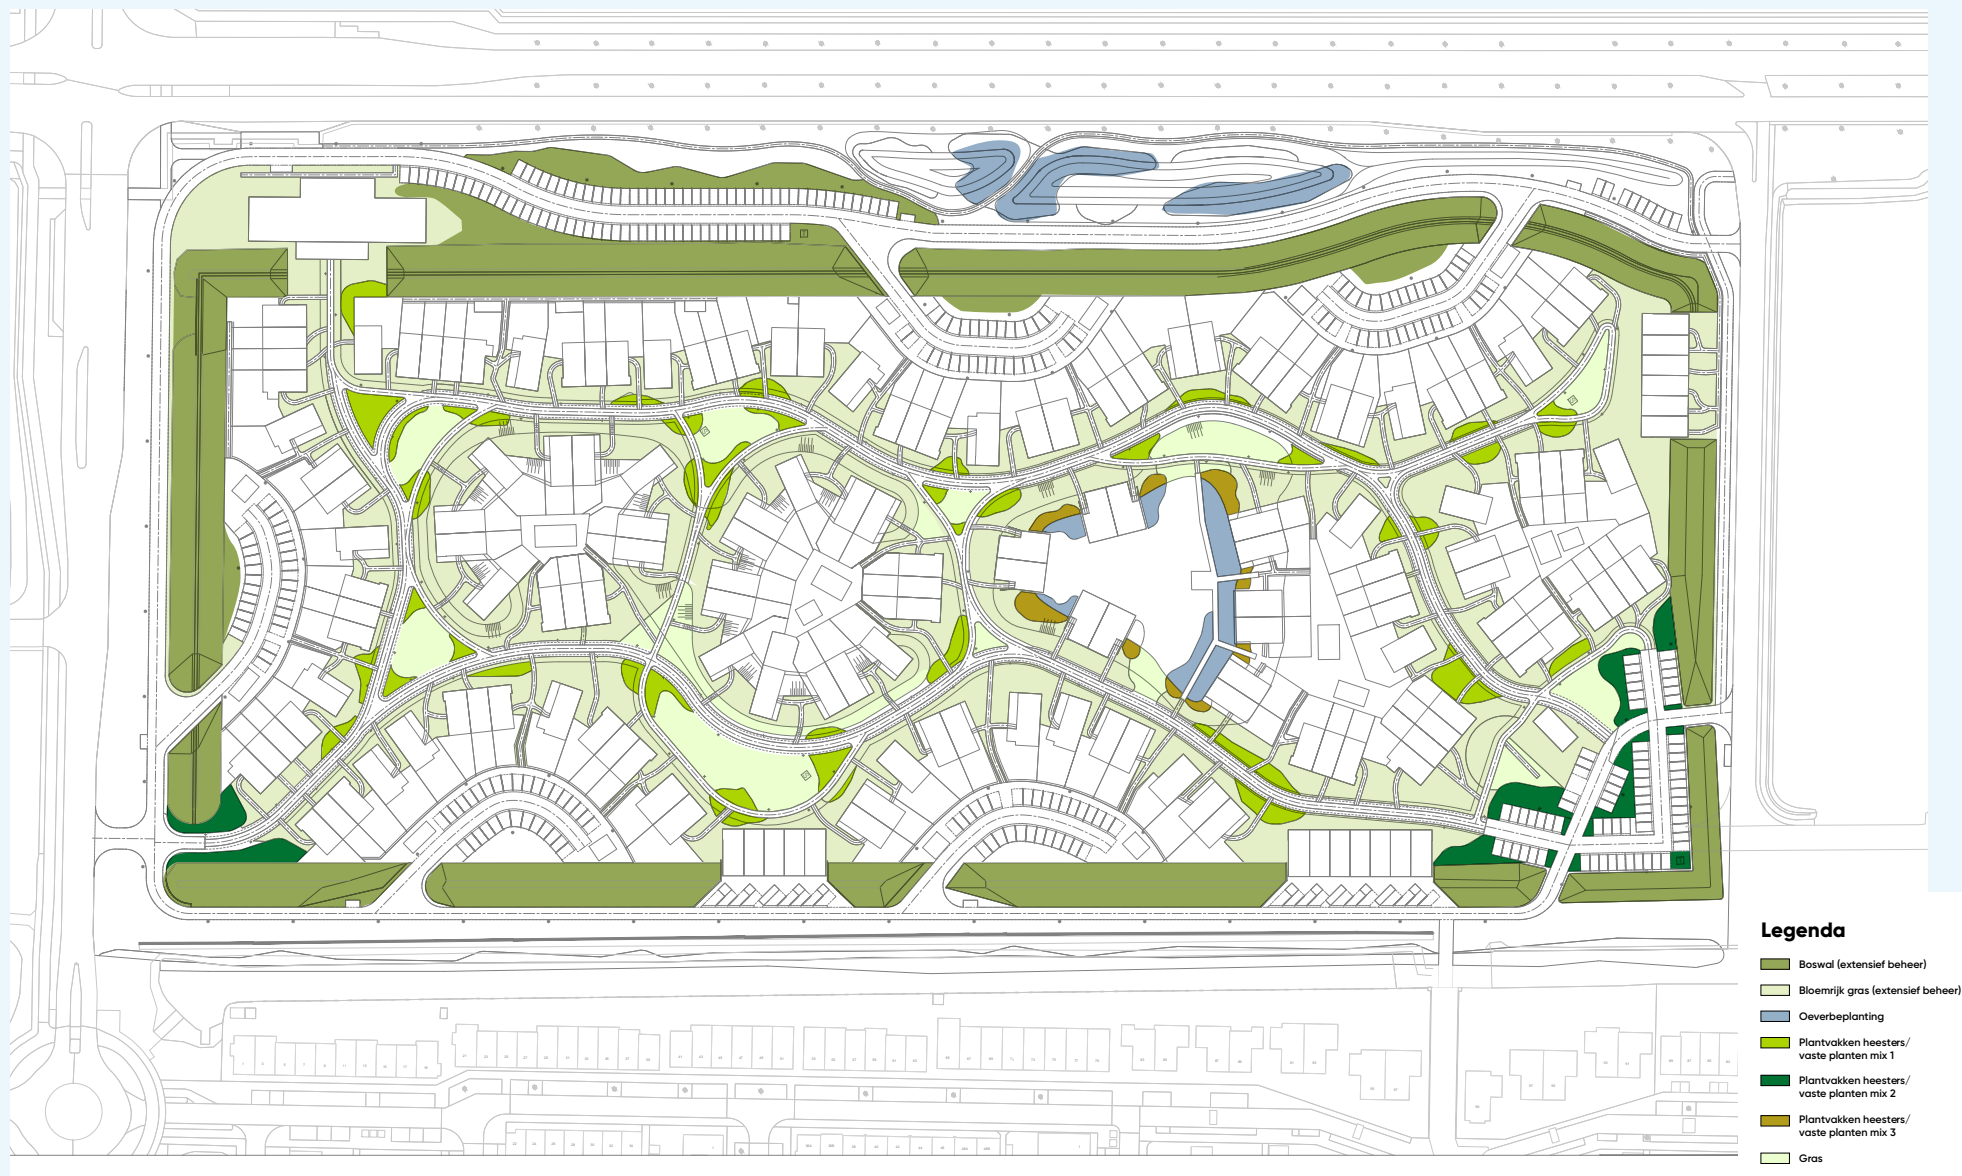 Legenda
Boswal (extensief beheer)
Bloemrijk gras (extensief beheer)
Oeverbeplanting
Plantvakken heesters/
vaste planten mix 1
Plantvakken heesters/
vaste planten mix 2
Plantvakken heesters/
vaste planten mix 3
Gras